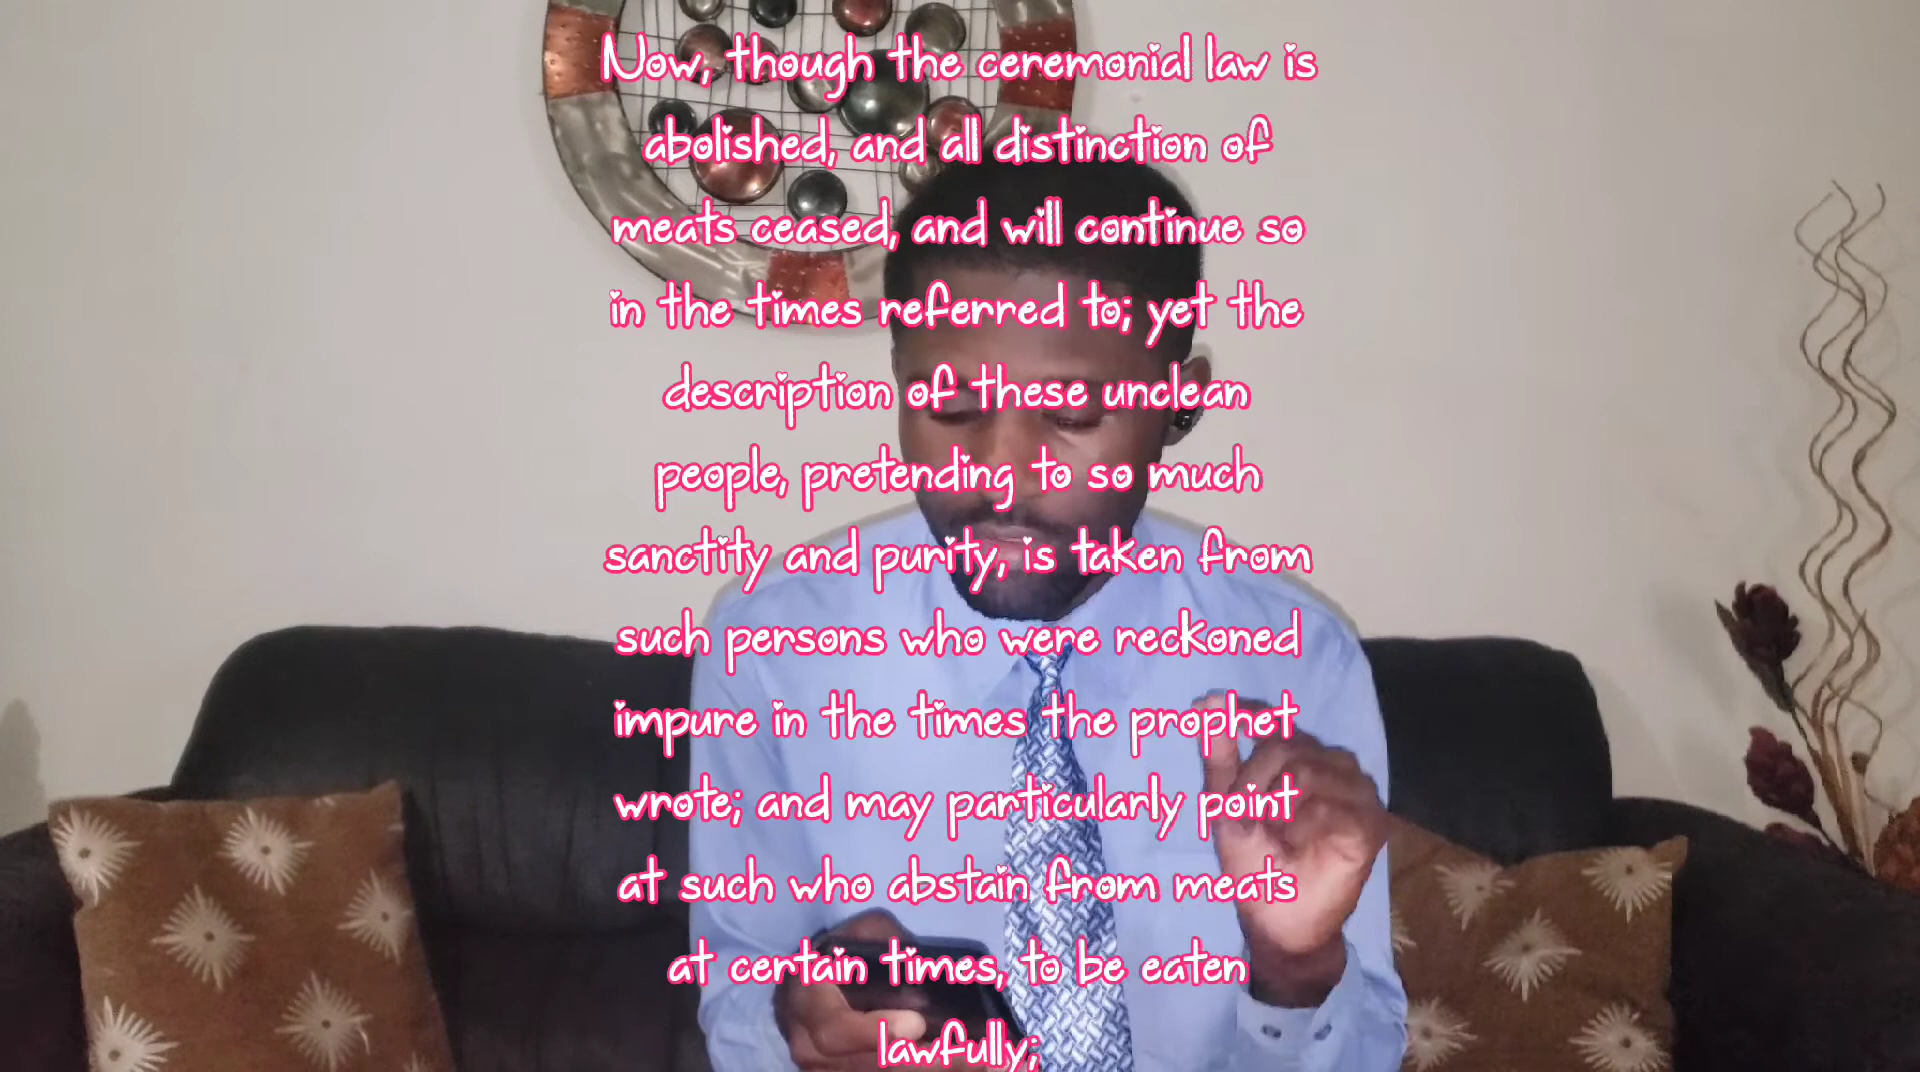 Now, though the ceremonial law is
abolished, and all distinction of
meats ceased, and will continue so
in the times referred to; yet the
description of these unclean
people, pretending to so much
sanctity and purity, is taken from
such persons who were reckoned
impure in the times the prophet
wrote; and may particularly point
at such who abstain from meats
at certain times, to be eaten
lawfully;